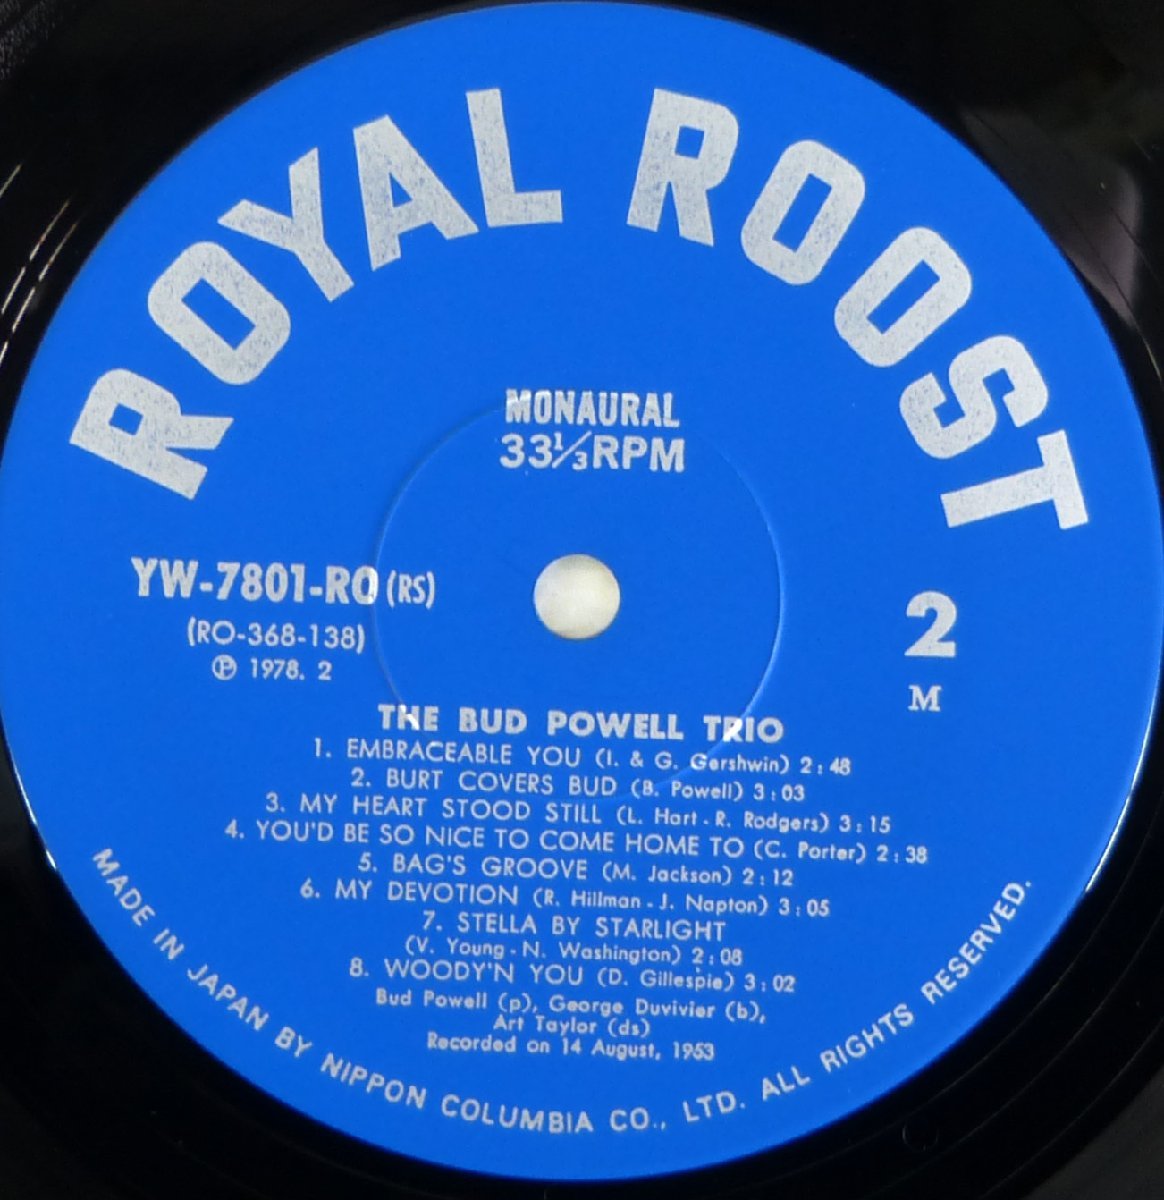 ROYAL ROOST
MONAURAL
33⅓RPM
YW-7801-RO (RS)
(RO-368-138)
Ⓟ 1978. 2
2
M
THE BUD POWELL TRIO
1. EMBRACEABLE YOU (I. & G. Gershwin) 2:48
2. BURT COVERS BUD (B. Powell) 3:03
3. MY HEART STOOD STILL (L. Hart - R. Rodgers) 3:15
4. YOU'D BE SO NICE TO COME HOME TO (C. Porter) 2:38
5. BAG'S GROOVE (M. Jackson) 2:12
6. MY DEVOTION (R. Hillman - J. Napton) 3:05
7. STELLA BY STARLIGHT
(V. Young - N. Washington) 2:08
8. WOODY'N YOU (D. Gillespie) 3:02
Bud Powell (p), George Duvivier (b),
Art Taylor (ds)
Recorded on 14 August, 1953
MADE IN JAPAN BY NIPPON COLUMBIA CO., LTD. ALL RIGHTS RESERVED.